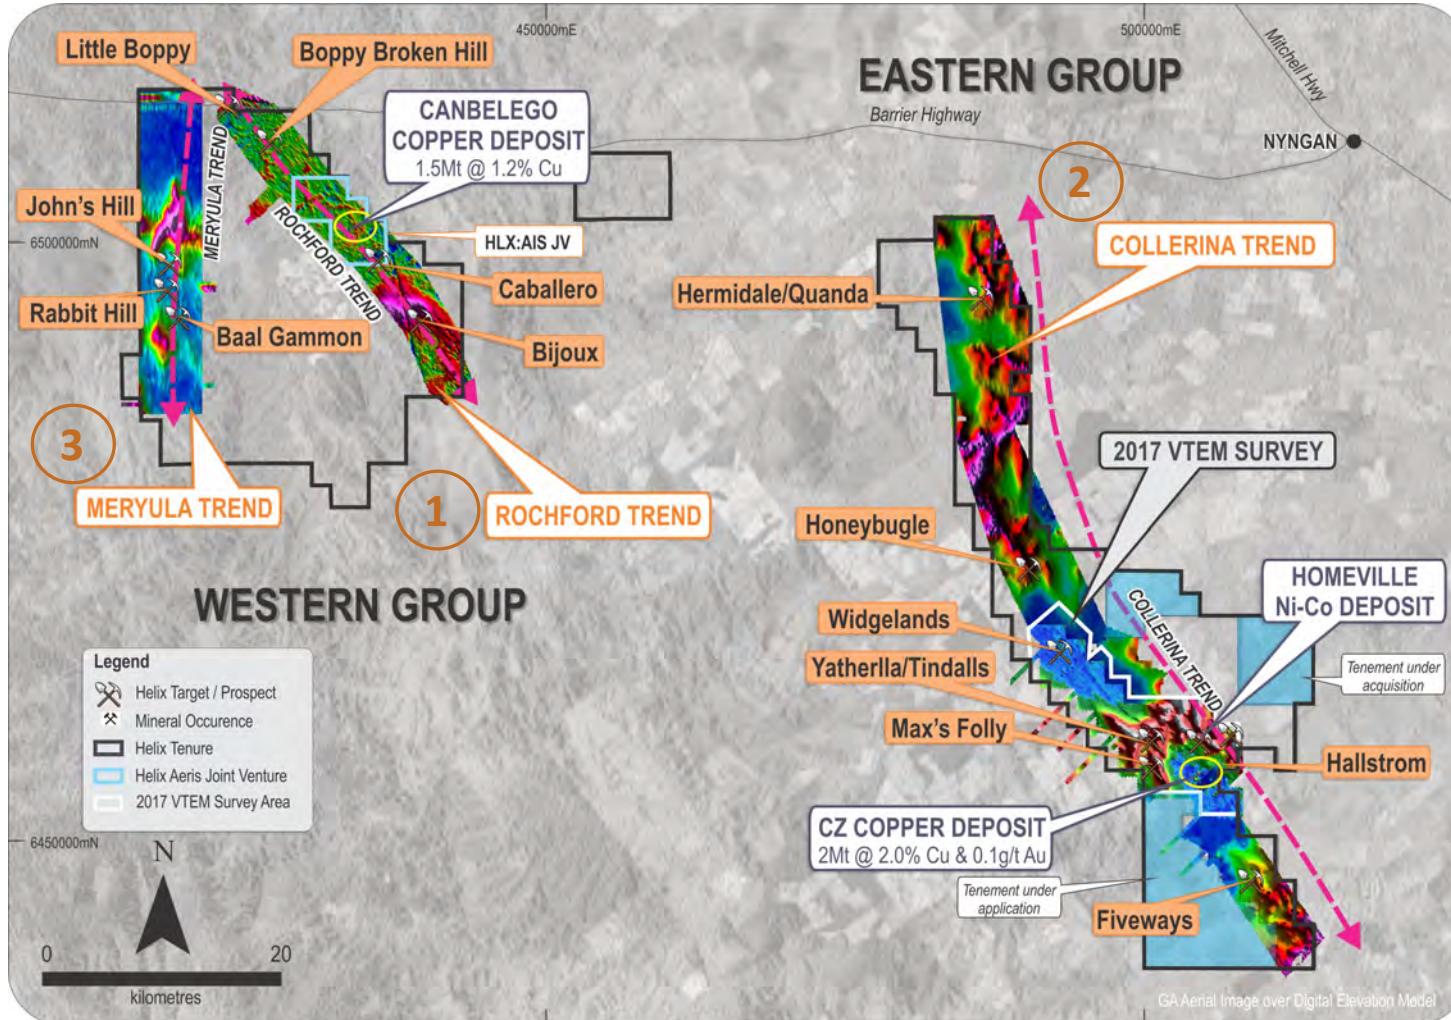 450000mE
500000mE
Little Boppy
Boppy Broken Hill
EASTERN GROUP
Mitchell Hwy
Barrier Highway
NYNGAN
CANBELEGO
COPPER DEPOSIT
1.5Mt @ 1.2% Cu
2
MERYULA TREND
John's Hill
ROCHFORD TREND
6500000mN
HLX:AIS JV
COLLERINA TREND
Caballero
Hermidale/Quanda
Rabbit Hill
Baal Gammon
Bijoux
3
2017 VTEM SURVEY
MERYULA TREND
1
ROCHFORD TREND
Honeybugle
HOMEVILLE
Ni-Co DEPOSIT
WESTERN GROUP
COLLERINA TREND
Widgelands
Yatherlla/Tindalls
Tenement under
acquisition
Max's Folly
Hallstrom
Legend
Helix Target / Prospect
Mineral Occurence
Helix Tenure
Helix Aeris Joint Venture
2017 VTEM Survey Area
CZ COPPER DEPOSIT
2Mt @ 2.0% Cu & 0.1g/t Au
6450000mN
N
Tenement under
application
Fiveways
0
20
kilometres
GA Aerial Image over Digital Elevation Model